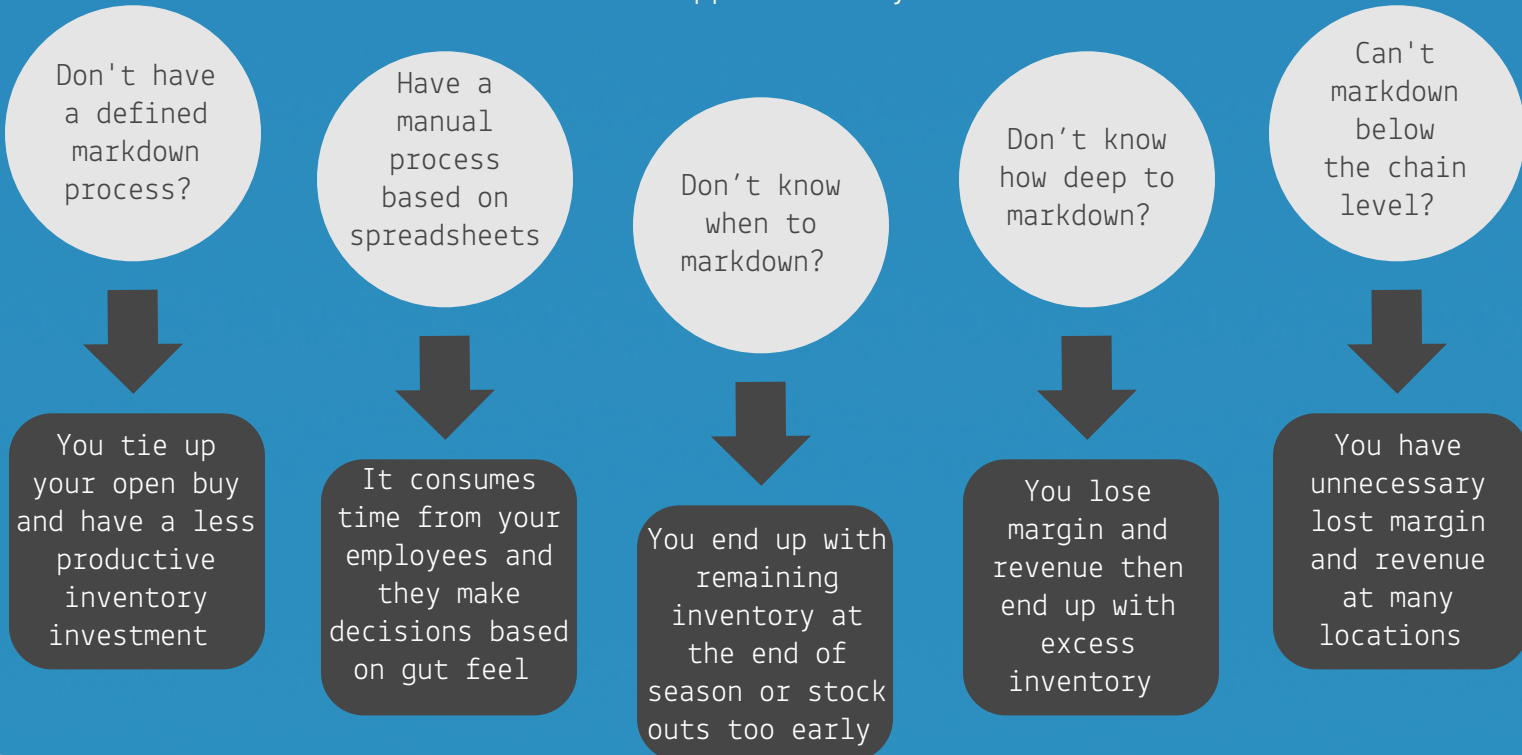 Don't have
a defined
markdown
process?
You tie up
your open buy
and have a less
productive
inventory
investment
Have a
manual
process
based on
spreadsheets
It consumes
time from your
employees and
they make
decisions based
on gut feel
Don’t know
when to
markdown?
You end up with
remaining
inventory at
the end of
season or stock
outs too early
Don’t know
how deep to
markdown?
You lose
margin and
revenue then
end up with
excess
inventory
Can't
markdown
below
the chain
level?
You have
unnecessary
lost margin
and revenue
at many
locations